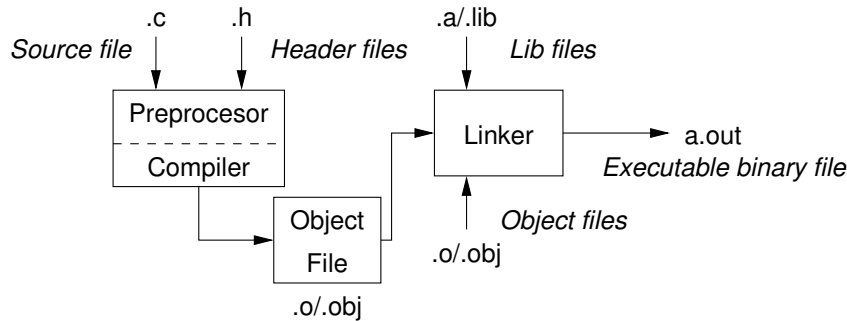 .c
.h
.a/.lib
Source file
Header files
Lib files
Preprocesor
Compiler
Linker
a.out
Executable binary file
Object
File
.o/.obj
Object files
.o/.obj